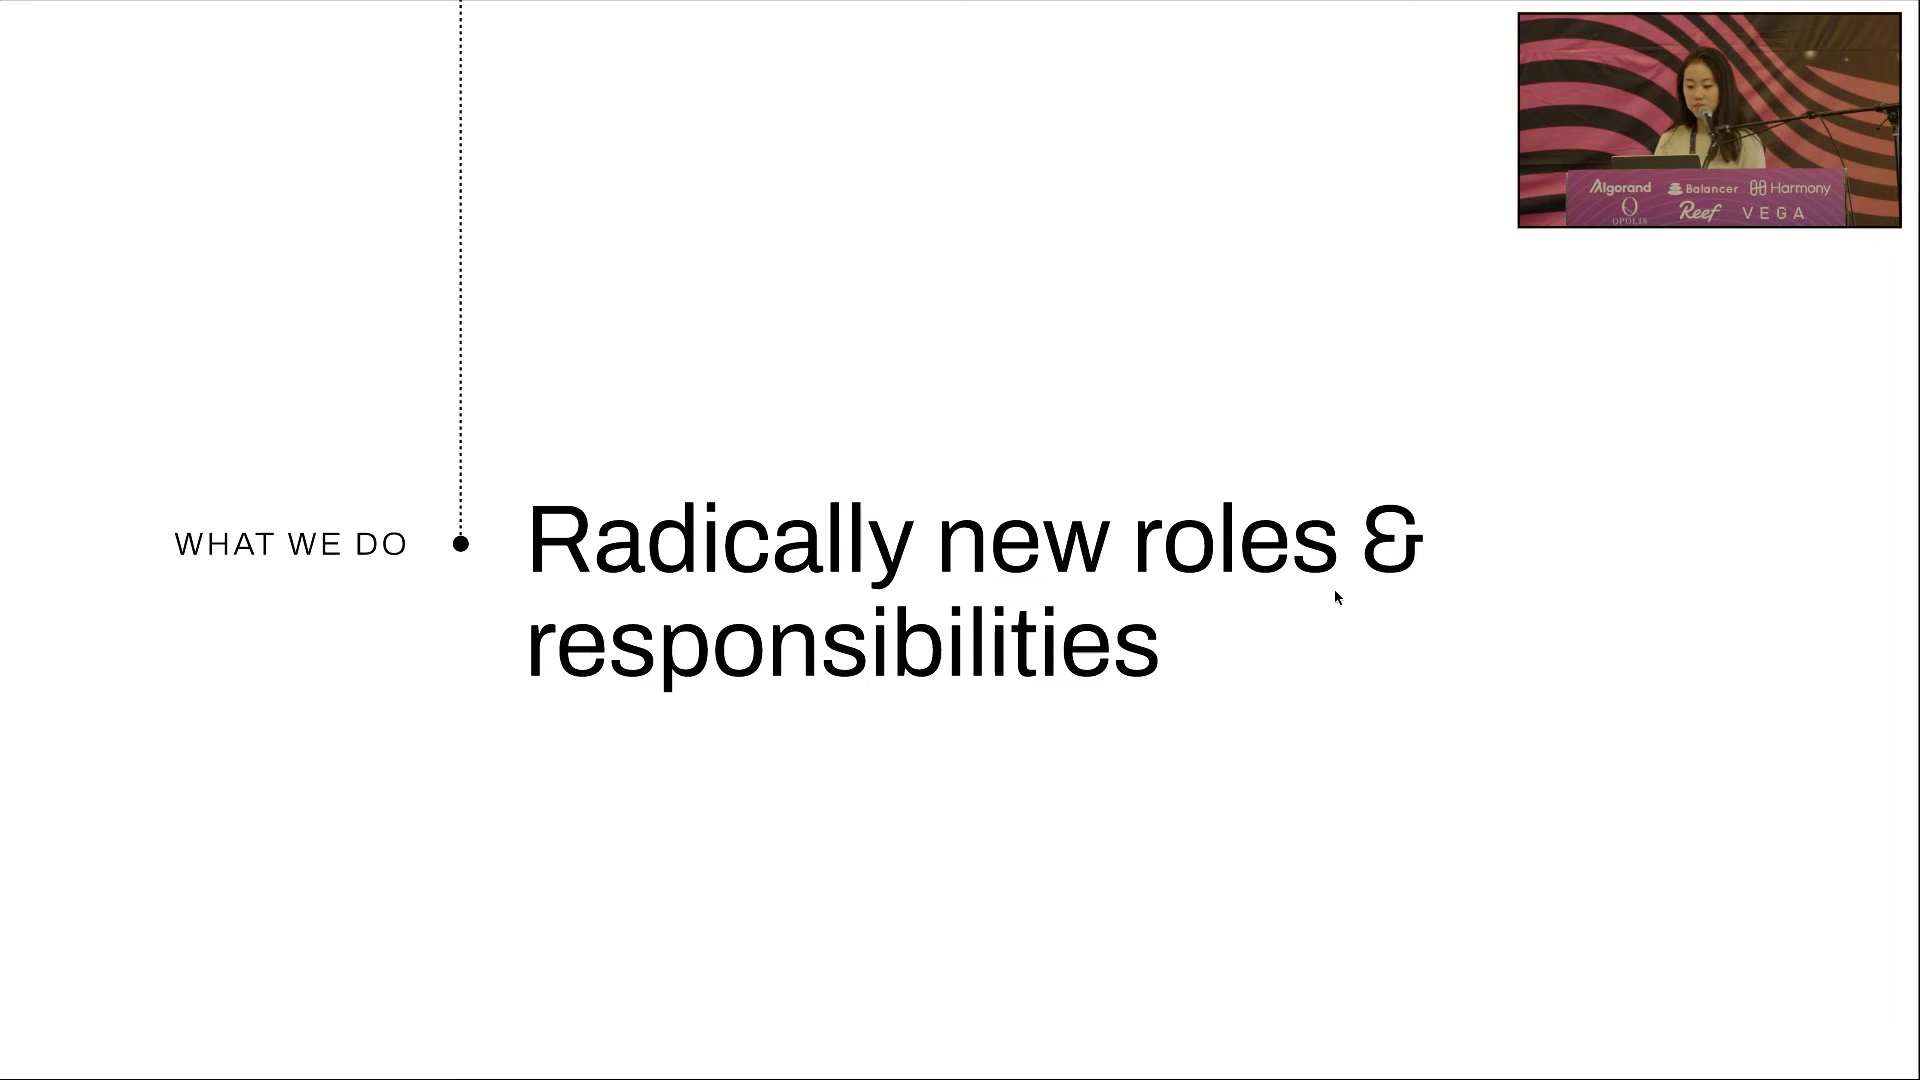 WHAT WE DO
Radically new roles &
responsibilities
Algorand Balancer Harmony
OPOLIS Reef VEGA